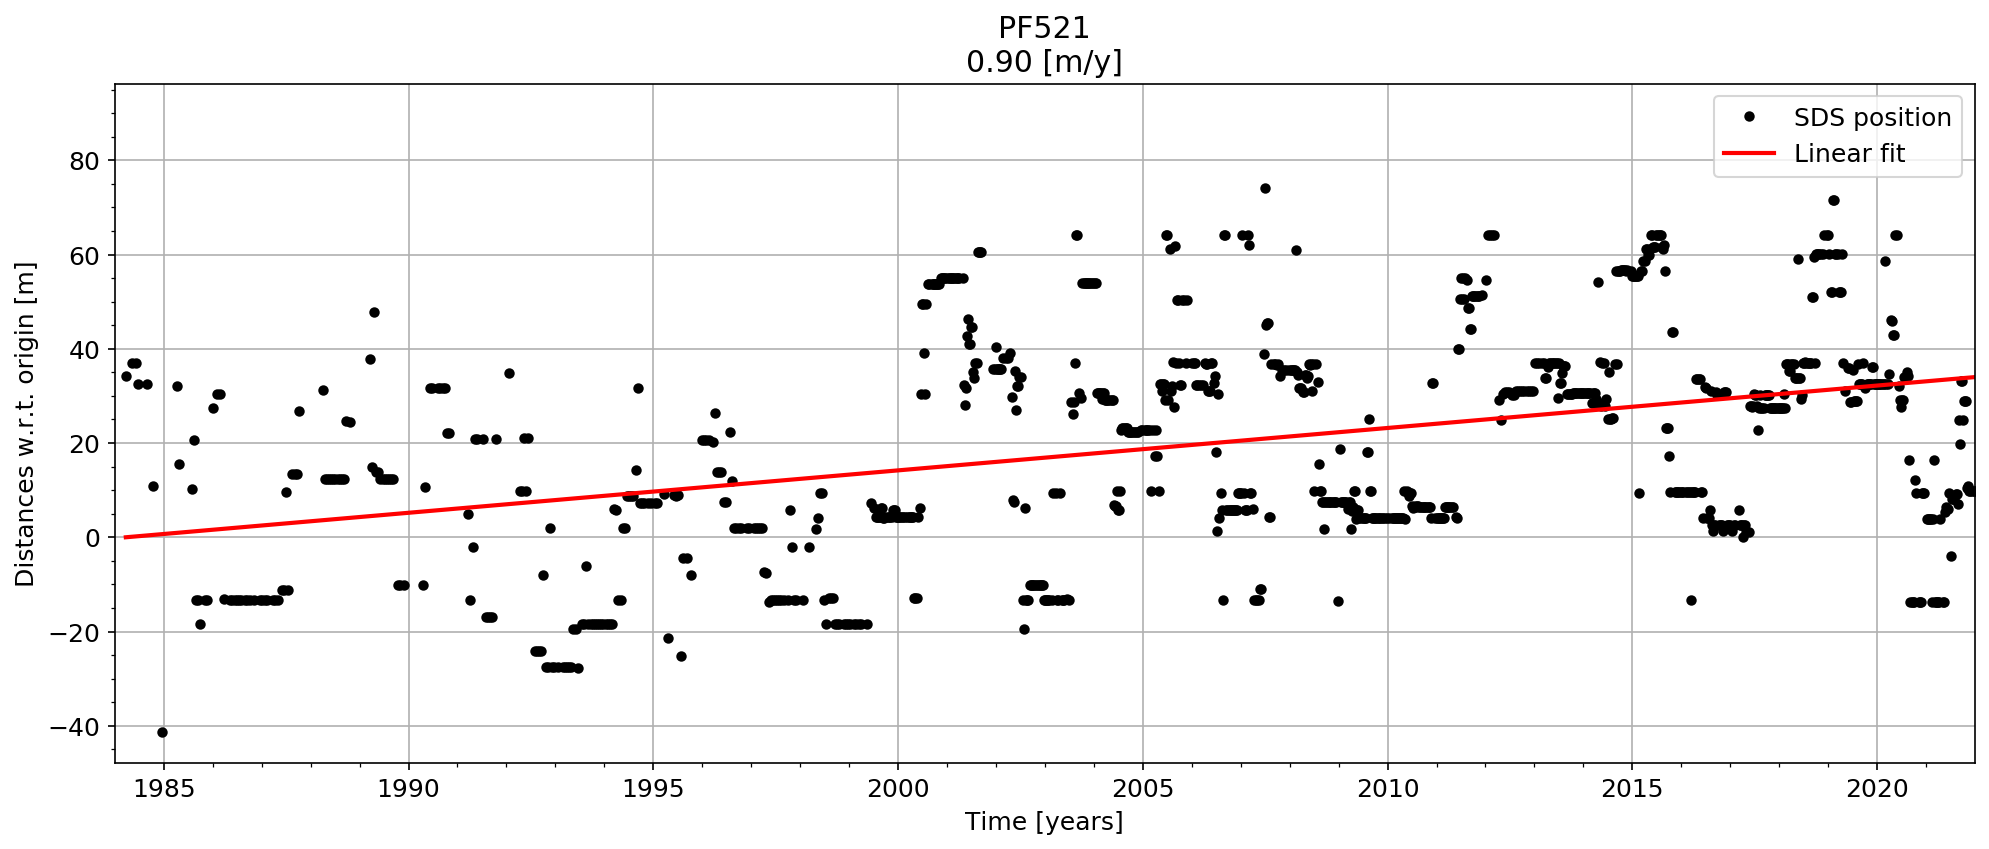 PF521
0.90 [m/y]
SDS position
Linear fit
Distances w.r.t. origin [m]
80
60
40
20
0
−20
−40
1985 1990 1995 2000 2005 2010 2015 2020
Time [years]